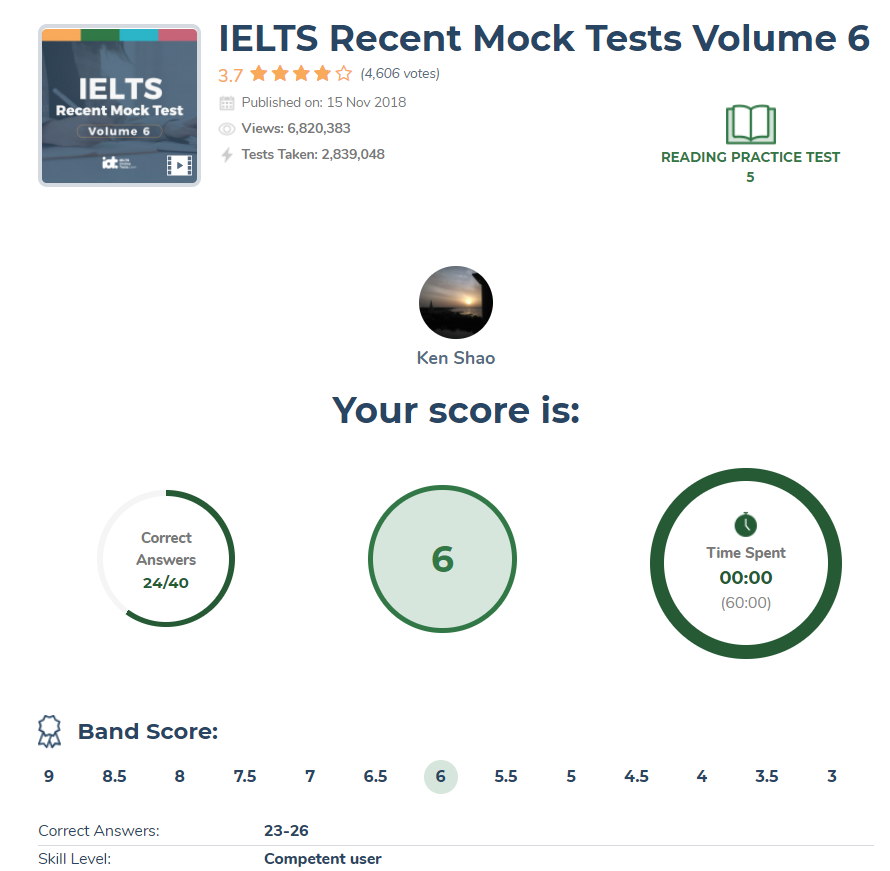 IELTS
Recent Mock Test
Volume 6
IELTS Recent Mock Tests Volume 6
3.7 (4,606 votes)
Published on: 15 Nov 2018
Views: 6,820,383
Tests Taken: 2,839,048
READING PRACTICE TEST
5
Ken Shao
Your score is:
Correct
Answers
24/40
6
Time Spent
00:00
(60:00)
Band Score:
9 8.5 8 7.5 7 6.5 6 5.5 5 4.5 4 3.5 3
Correct Answers: 23-26
Skill Level: Competent user